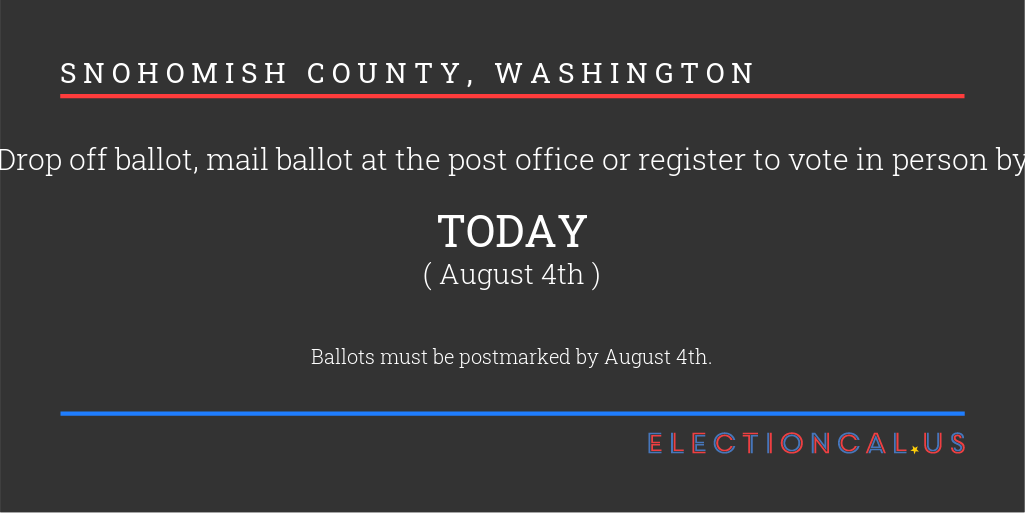 SNOHOMISH COUNTY, WASHINGTON
Drop off ballot, mail ballot at the post office or register to vote in person by
TODAY
( August 4th )
Ballots must be postmarked by August 4th.
ELECTIONCAL.US